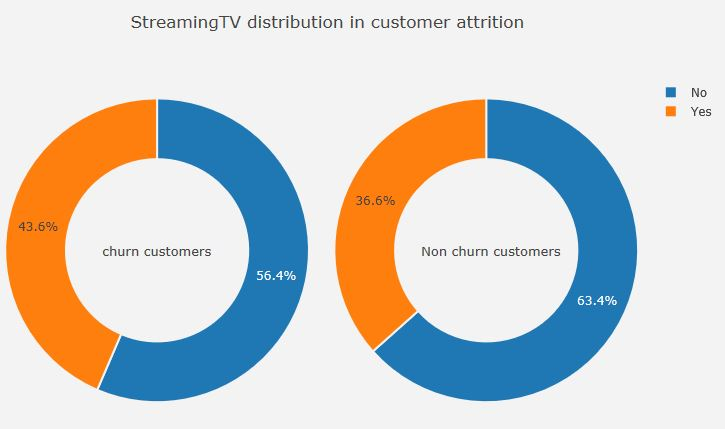 StreamingTV distribution in customer attrition
No
Yes
43.6%
churn customers
56.4%
36.6%
Non churn customers
63.4%